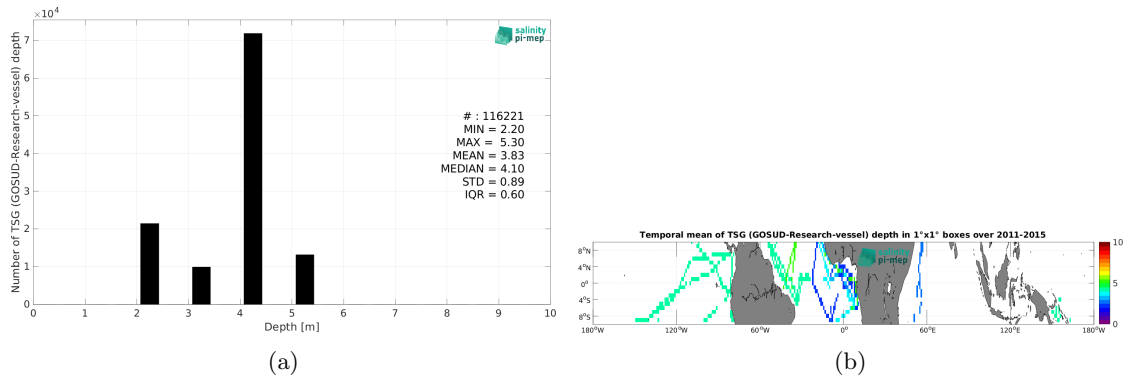 ×10⁴
7
6
5
4
3
2
1
0
Number of TSG (GOSUD-Research-vessel) depth
salinity
pi-mep
# : 116221
MIN = 2.20
MAX = 5.30
MEAN = 3.83
MEDIAN = 4.10
STD = 0.89
IQR = 0.60
0 1 2 3 4 5 6 7 8 9 10
Depth [m]
(a)
Temporal mean of TSG (GOSUD-Research-vessel) depth in 1°x1° boxes over 2011-2015
salinity
pi-mep
8°N
4°N
0°
4°S
8°S
180°W 120°W 60°W 0° 60°E 120°E 180°W
10
5
0
(b)